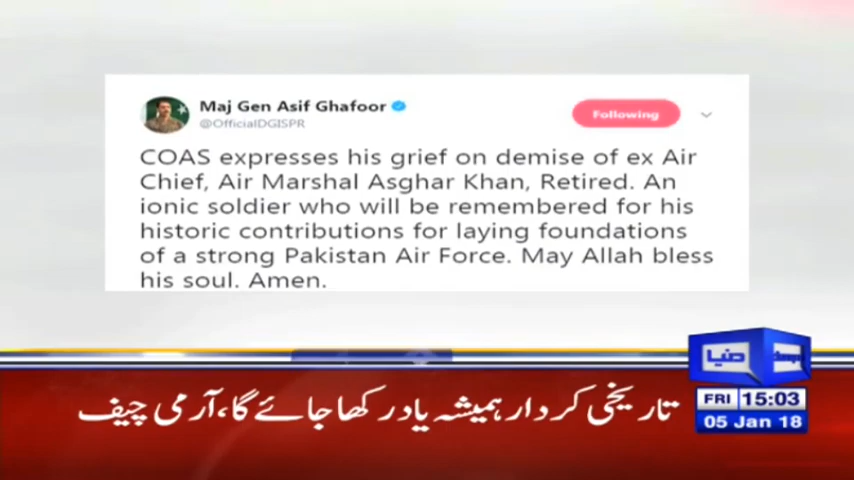 Maj Gen Asif Ghafoor
@OfficialDGISPR
Following
COAS expresses his grief on demise of ex Air
Chief, Air Marshal Asghar Khan, Retired. An
ionic soldier who will be remembered for his
historic contributions for laying foundations
of a strong Pakistan Air Force. May Allah bless
his soul. Amen.
دنیا
FRI 15:03
05 Jan 18
تاریخی کردار ہمیشہ یاد رکھا جائے گا، آرمی چیف